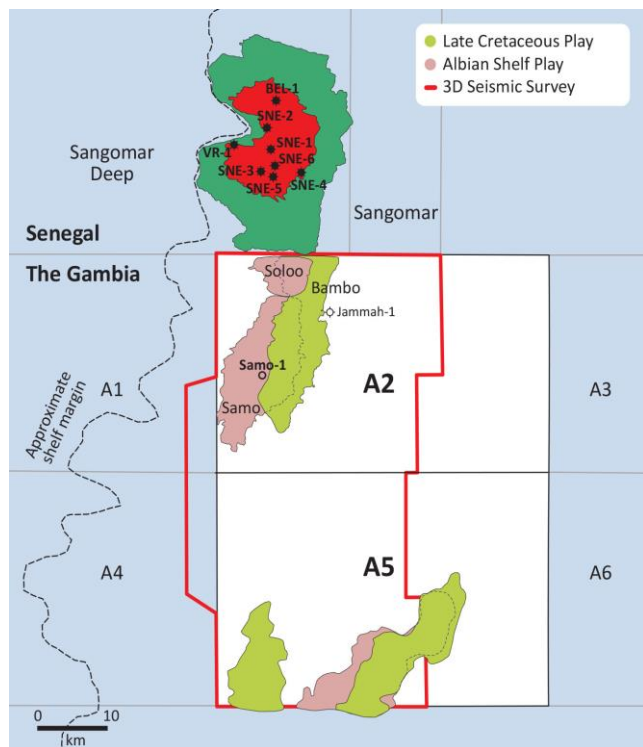 Late Cretaceous Play
Albian Shelf Play
3D Seismic Survey
BEL-1
SNE-2
VR-1
SNE-1
SNE-6
SNE-3
SNE-4
SNE-5
Sangomar
Deep
Sangomar
Senegal
The Gambia
Soloo
Bambo
Jammah-1
Samo-1
Samo
A1
A2
A3
Approximate
shelf margin
A4
A5
A6
0 10
km